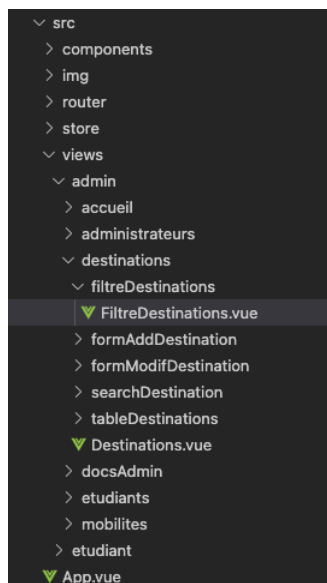 src
components
img
router
store
views
admin
accueil
administrateurs
destinations
filtreDestinations
FiltreDestinations.vue
formAddDestination
formModifDestination
searchDestination
tableDestinations
Destinations.vue
docsAdmin
etudiants
mobilites
etudiant
App.vue